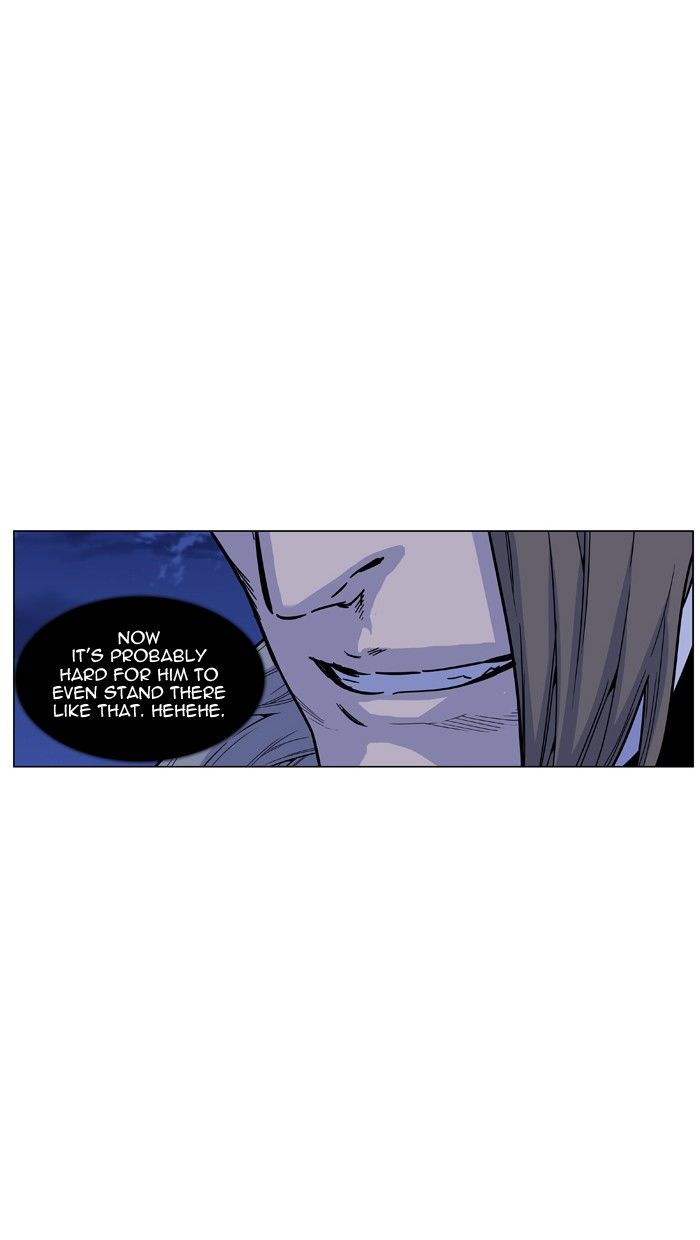 NOW
IT'S PROBABLY
HARD FOR HIM TO
EVEN STAND THERE
LIKE THAT. HEHEHE.